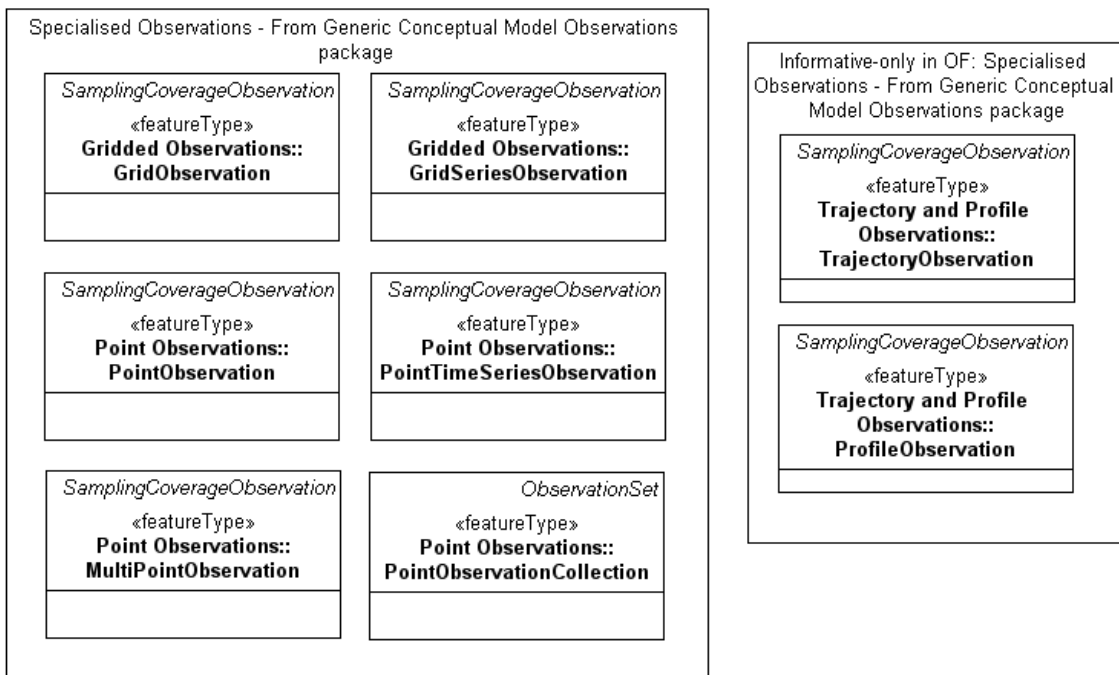 Specialised Observations - From Generic Conceptual Model Observations
package
SamplingCoverageObservation
«featureType»
Gridded Observations::
GridObservation
SamplingCoverageObservation
«featureType»
Gridded Observations::
GridSeriesObservation
SamplingCoverageObservation
«featureType»
Point Observations::
PointObservation
SamplingCoverageObservation
«featureType»
Point Observations::
PointTimeSeriesObservation
SamplingCoverageObservation
«featureType»
Point Observations::
MultiPointObservation
ObservationSet
«featureType»
Point Observations::
PointObservationCollection
Informative-only in OF: Specialised
Observations - From Generic Conceptual
Model Observations package
SamplingCoverageObservation
«featureType»
Trajectory and Profile
Observations::
TrajectoryObservation
SamplingCoverageObservation
«featureType»
Trajectory and Profile
Observations::
ProfileObservation